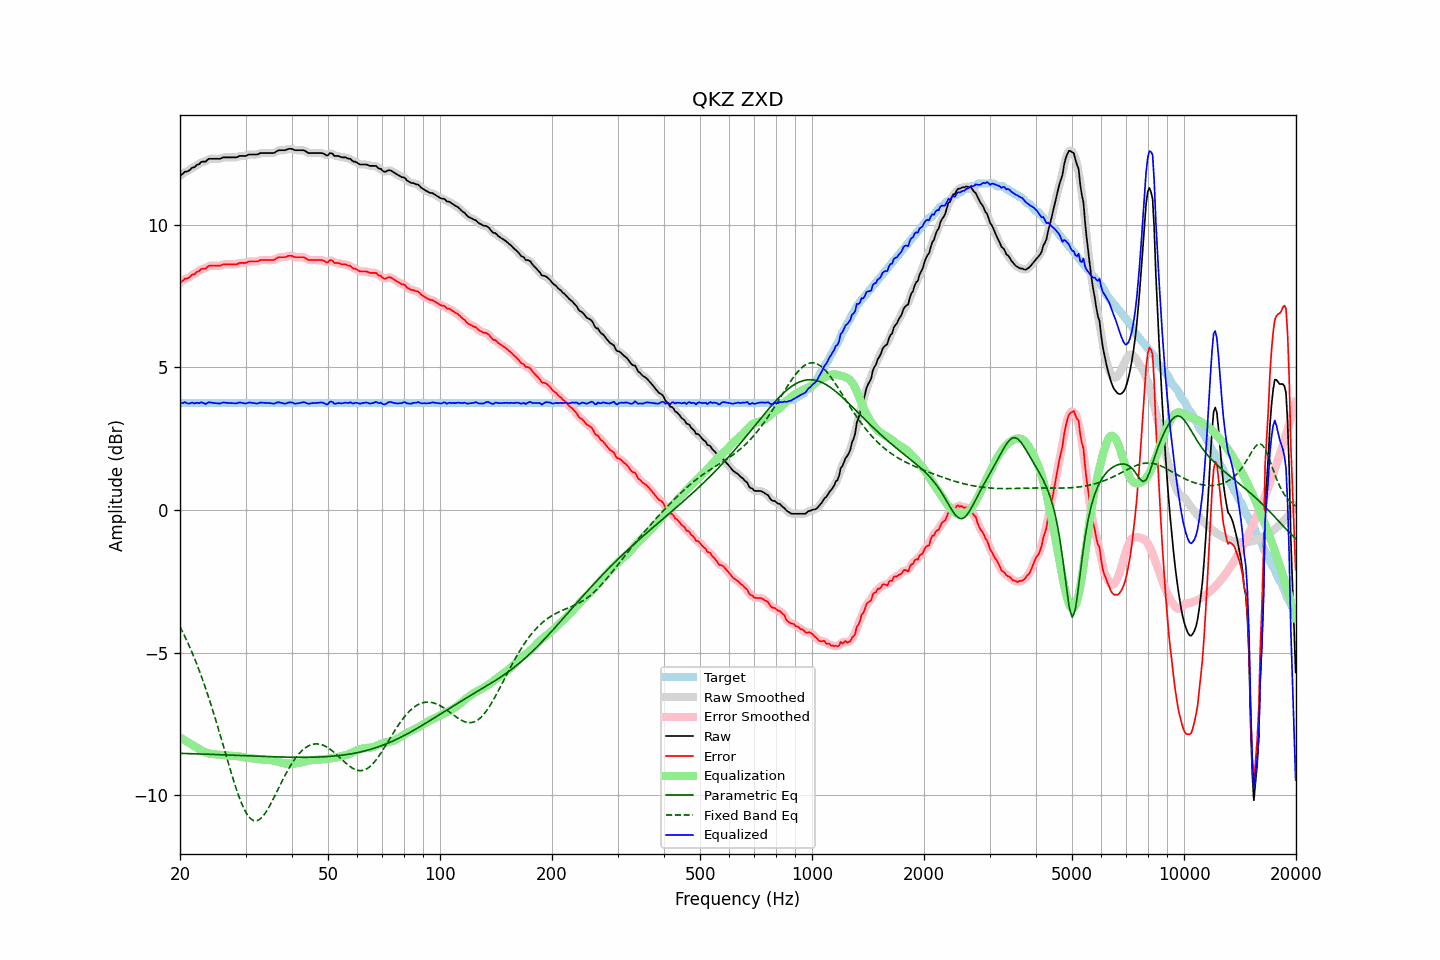 QKZ ZXD
Amplitude (dBr)
10
5
0
−5
−10
Target
Raw Smoothed
Error Smoothed
Raw
Error
Equalization
Parametric Eq
Fixed Band Eq
Equalized
20 50 100 200 500 1000 2000 5000 10000 20000
Frequency (Hz)